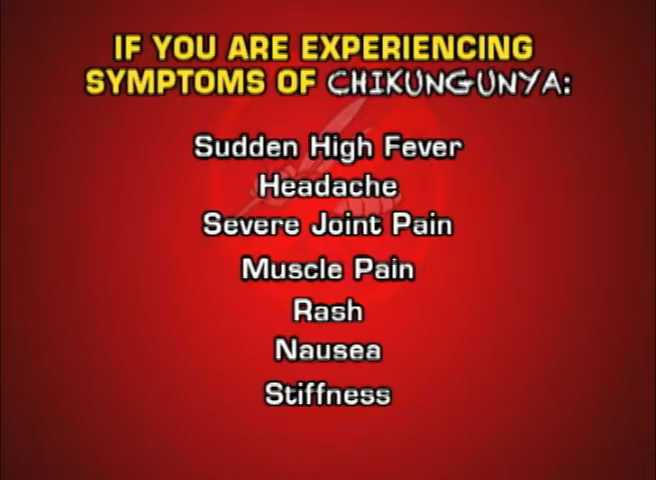 IF YOU ARE EXPERIENCING
SYMPTOMS OF CHIKUNGUNYA:
Sudden High Fever
Headache
Severe Joint Pain
Muscle Pain
Rash
Nausea
Stiffness